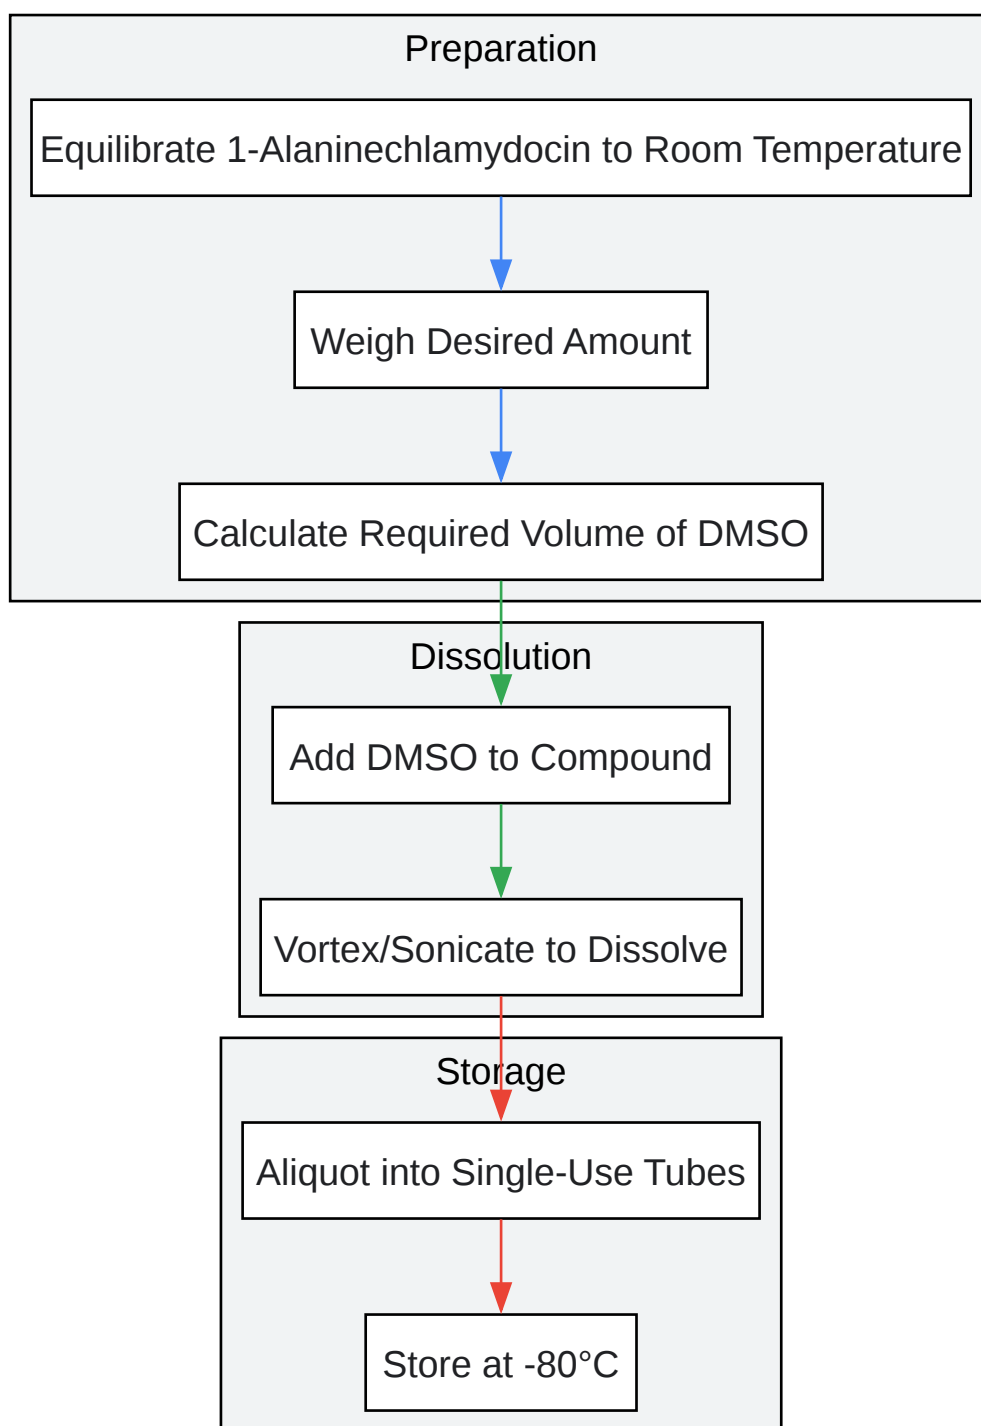 Preparation
Equilibrate 1-Alaninechlamydocin to Room Temperature
Weigh Desired Amount
Calculate Required Volume of DMSO
Dissolution
Add DMSO to Compound
Vortex/Sonicate to Dissolve
Storage
Aliquot into Single-Use Tubes
Store at -80°C